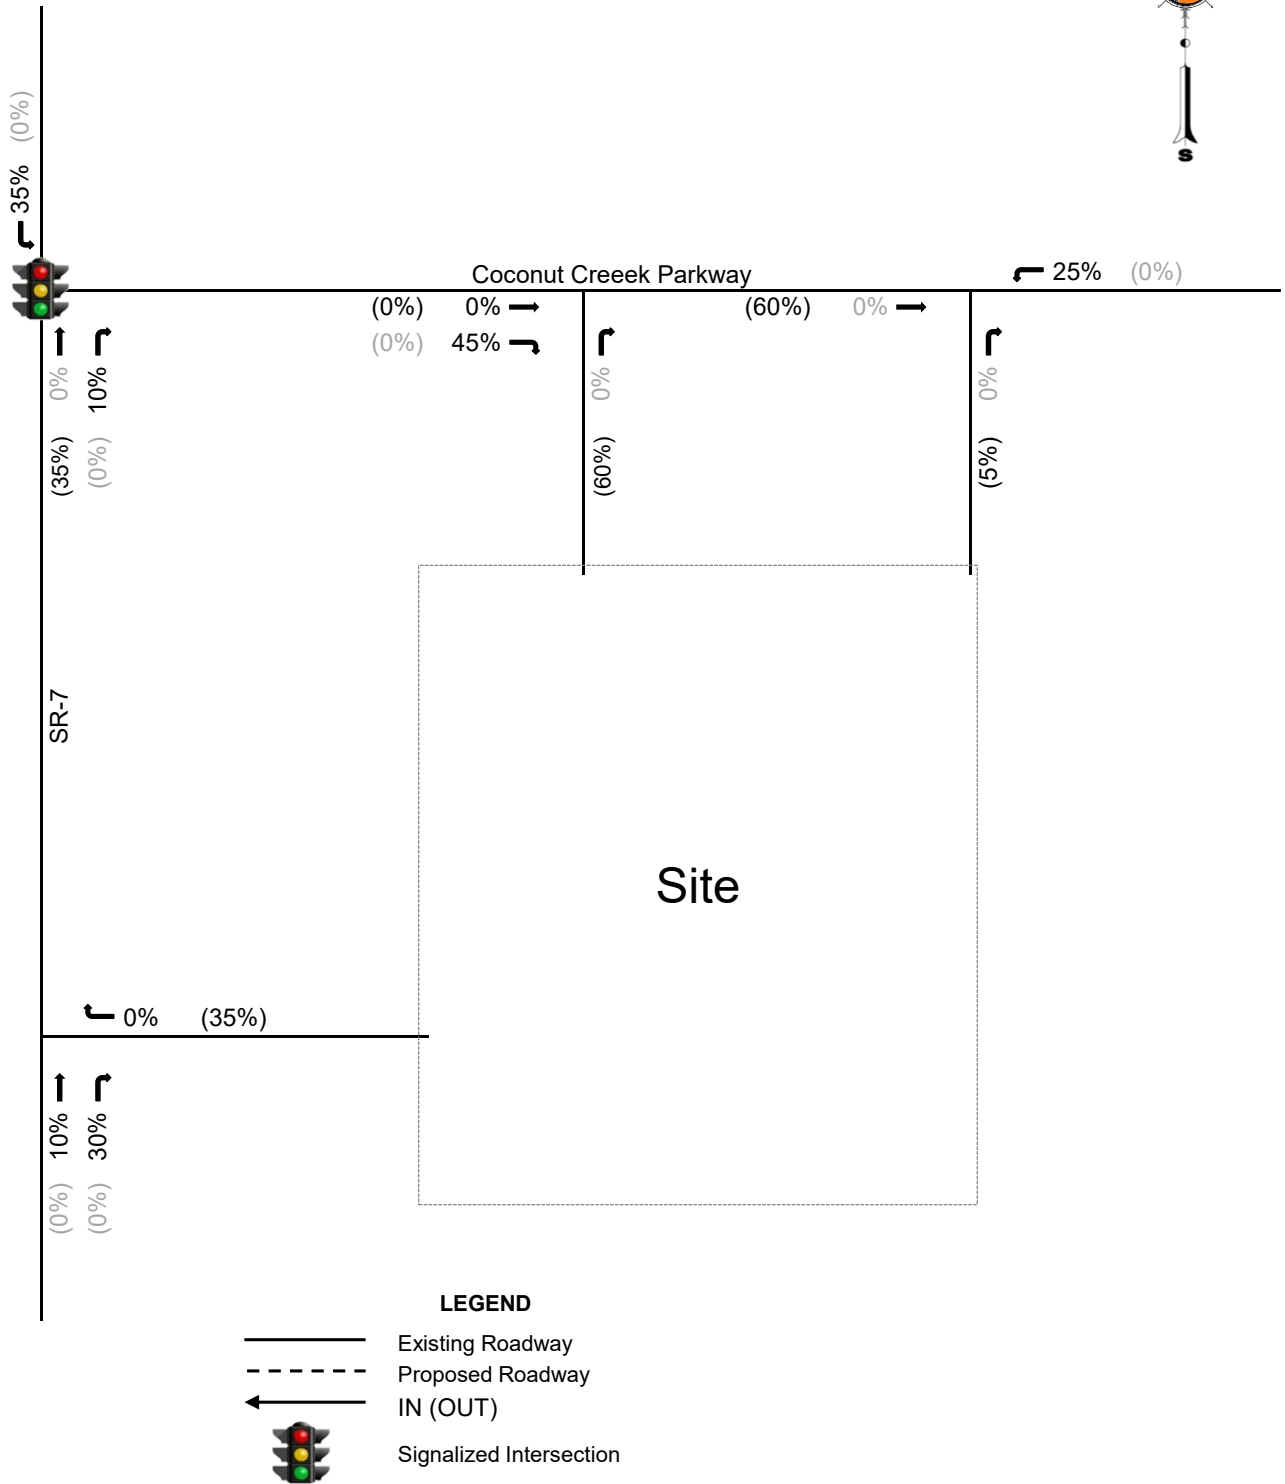 S
35% (0%)
Coconut Creeek Parkway
25% (0%)
(0%) 0%
(60%) 0%
(0%) 45%
(35%) 0%
(0%) 10%
(60%) 0%
(5%) 0%
SR-7
Site
0% (35%)
(0%) 10%
(0%) 30%
LEGEND
Existing Roadway
Proposed Roadway
IN (OUT)
Signalized Intersection